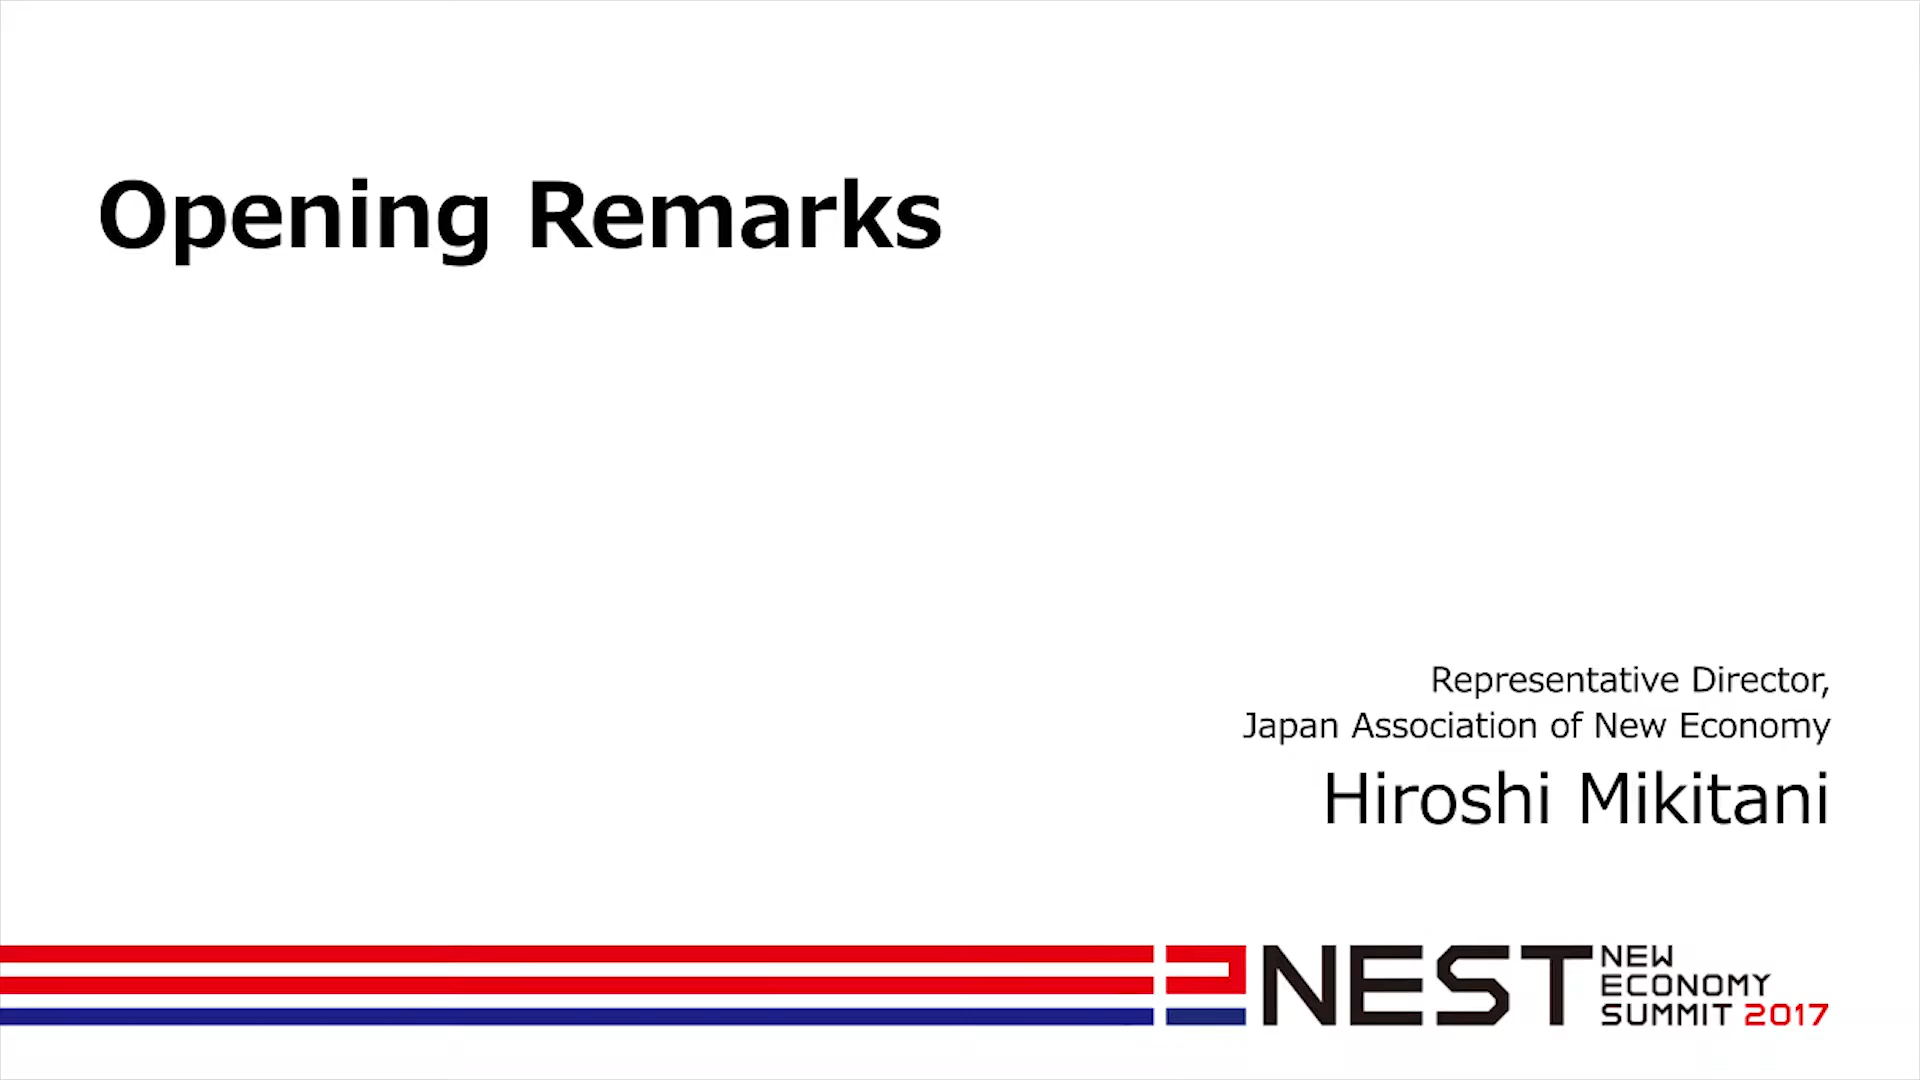 Opening Remarks
Representative Director,
Japan Association of New Economy
Hiroshi Mikitani
NEST
NEW
ECONOMY
SUMMIT 2017